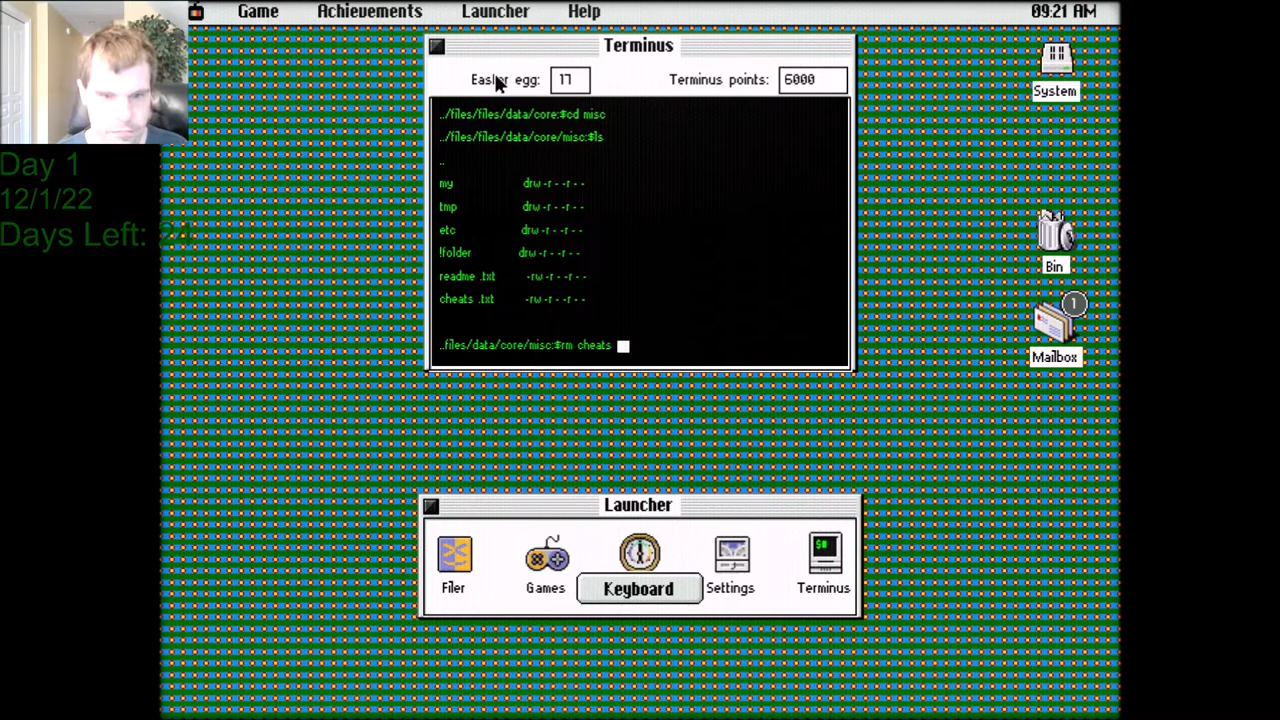 Game Achievements Launcher Help 09:21 AM
Terminus
Easter egg: 17 Terminus points: 5000
../files/files/data/core:$cd misc
../files/files/data/core/misc:$ls
..
my drw-r--r--
tmp drw-r--r--
etc drw-r--r--
!folder drw-r--r--
readme .txt -rw-r--r--
cheats .txt -rw-r--r--
..files/data/core/misc:$rm cheats
System
Bin
1
Mailbox
Day 1
12/1/22
Days Left: 24
Launcher
$#
Filer Games Keyboard Settings Terminus